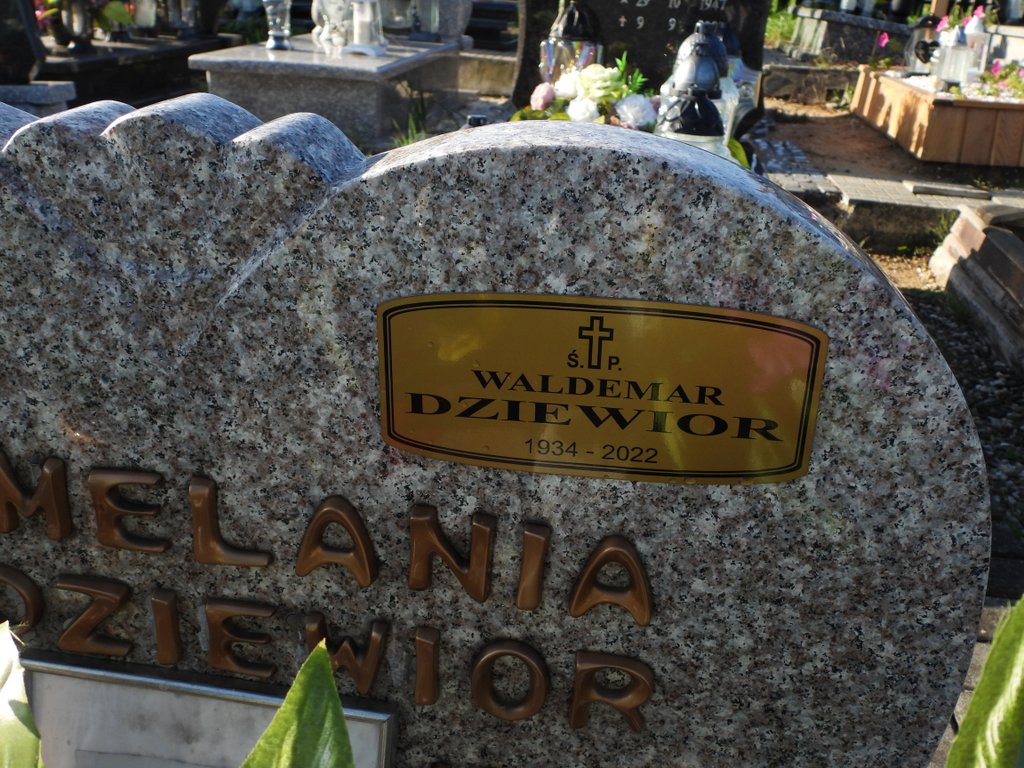 Ś. P.
WALDEMAR
DZIEWIOR
1934 - 2022
MELANIA
DZIEWIOR